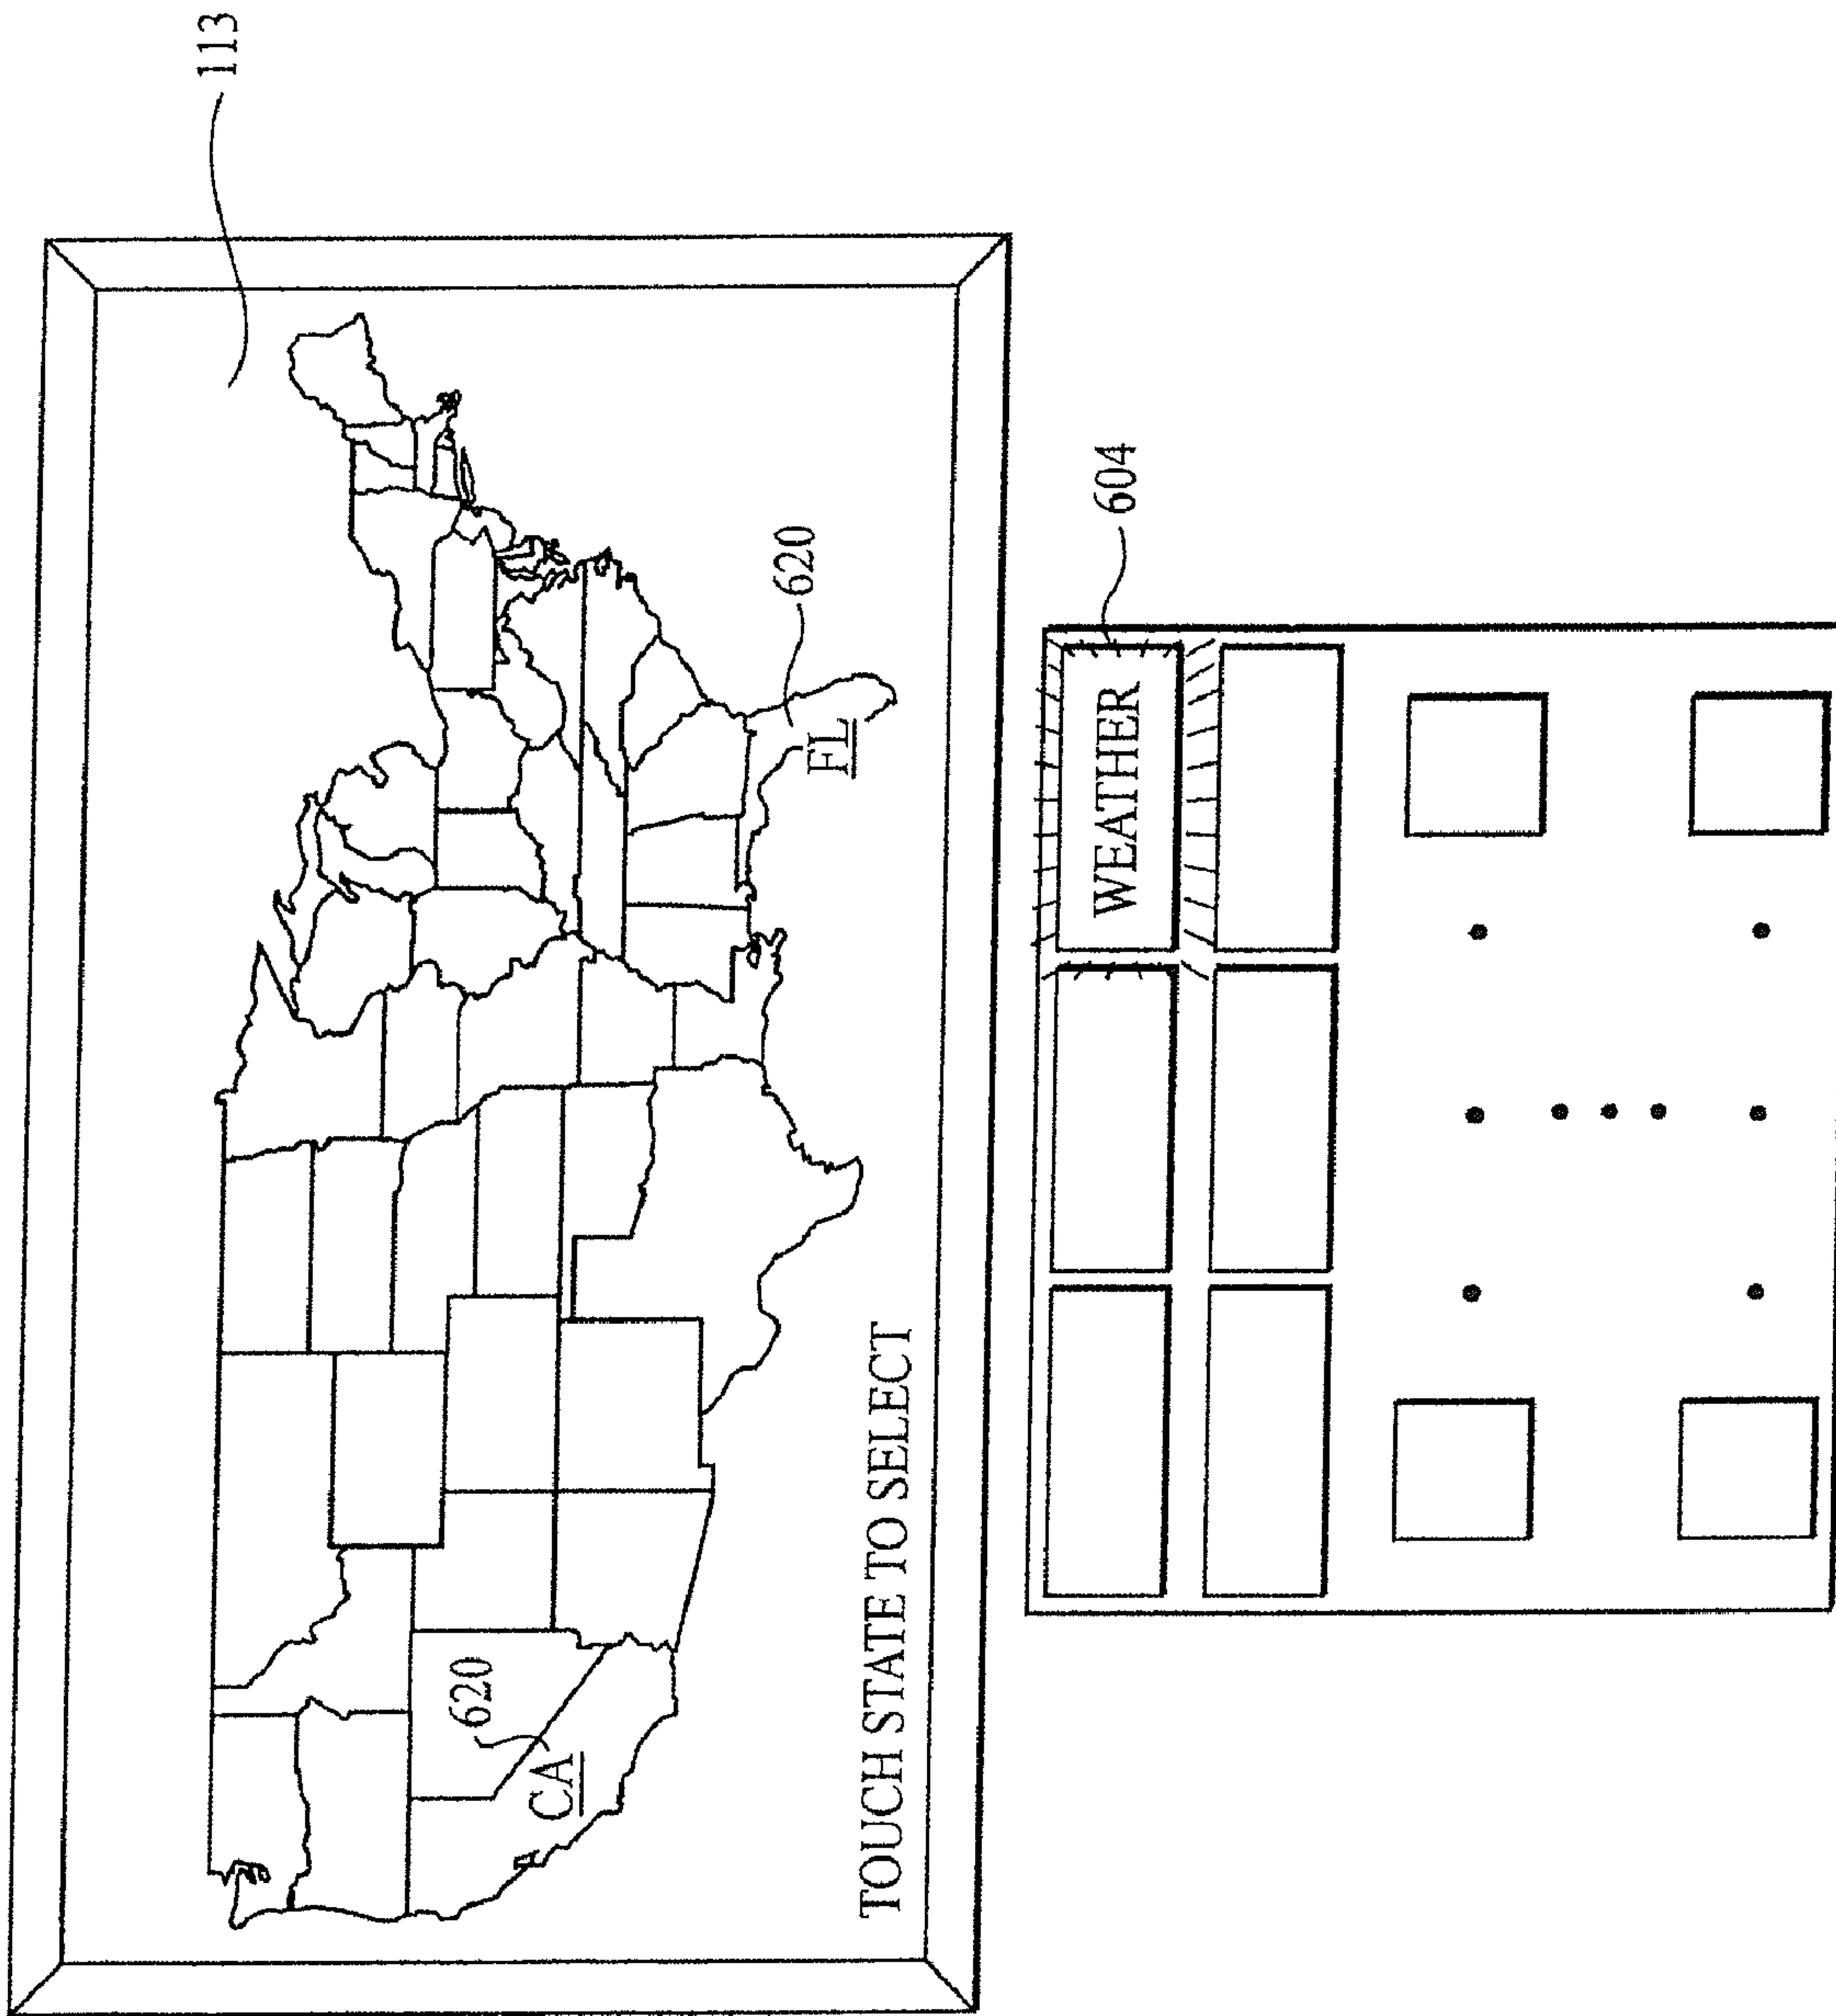 113
620
CA
FL
620
TOUCH STATE TO SELECT
WEATHER
604